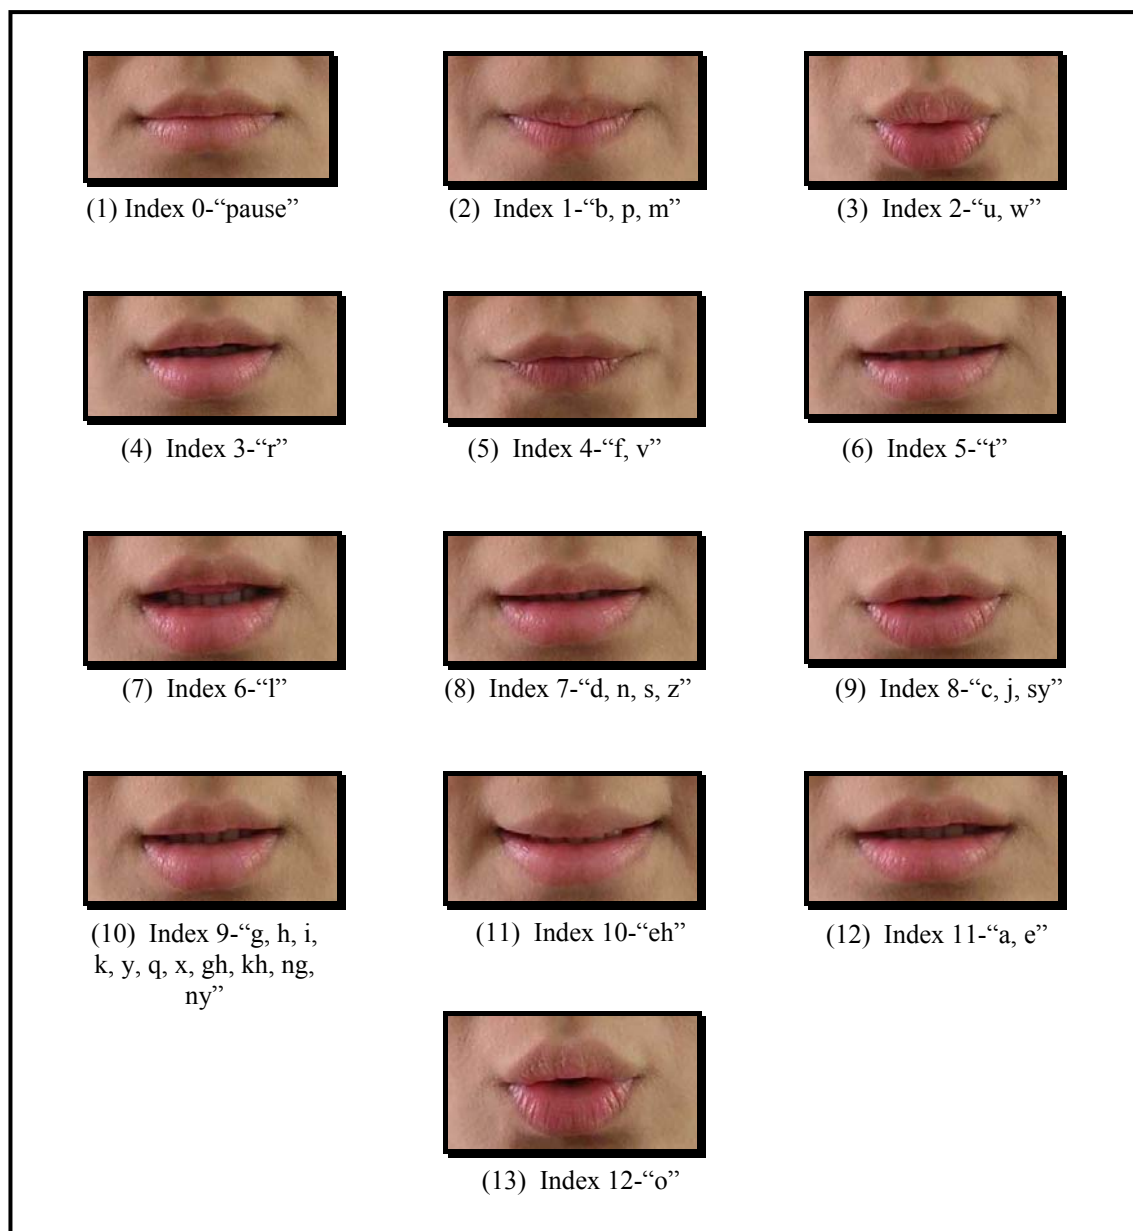 (1) Index 0-“pause”
(2) Index 1-“b, p, m”
(3) Index 2-“u, w”
(4) Index 3-“r”
(5) Index 4-“f, v”
(6) Index 5-“t”
(7) Index 6-“l”
(8) Index 7-“d, n, s, z”
(9) Index 8-“c, j, sy”
(10) Index 9-“g, h, i,
k, y, q, x, gh, kh, ng,
ny”
(11) Index 10-“eh”
(12) Index 11-“a, e”
(13) Index 12-“o”